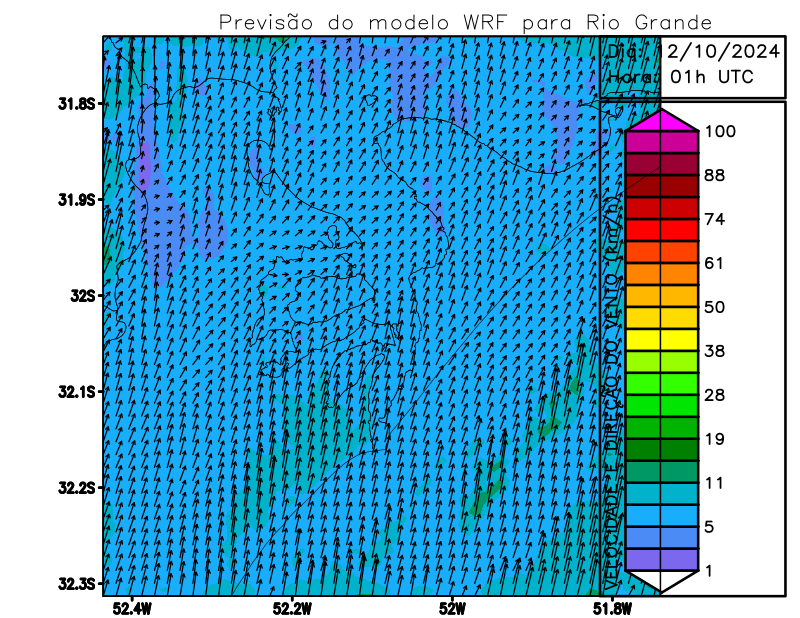 Previsão do modelo WRF para Rio Grande
Dia: 2/10/2024
Hora: 01h UTC
31.8S
31.9S
32S
32.1S
32.2S
32.3S
52.4W
52.2W
52W
51.8W
VELOCIDADE E DIREÇÃO DO VENTO (km/h)
100
88
74
61
50
38
28
19
11
5
1